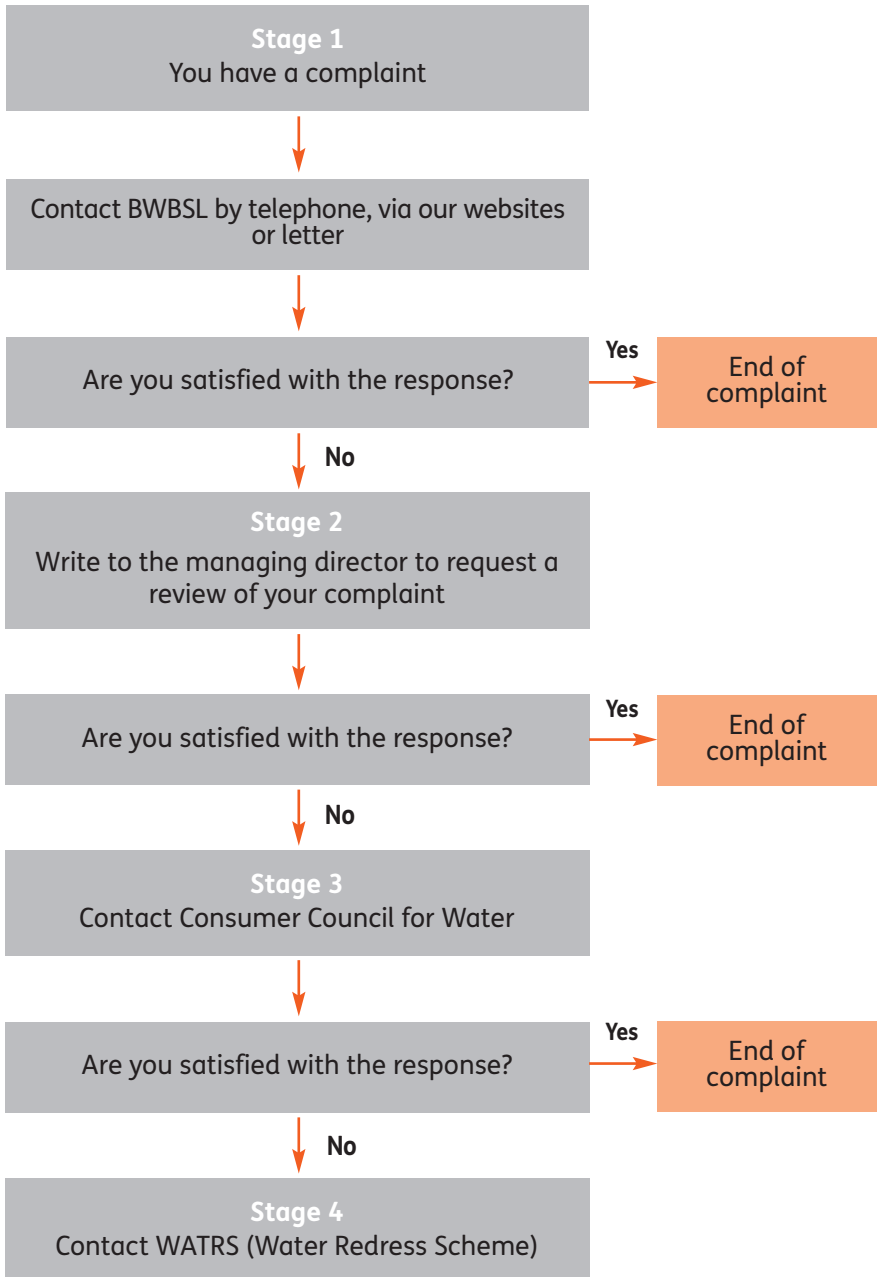 Stage 1
You have a complaint
Contact BWBSL by telephone, via our websites
or letter
Are you satisfied with the response?
Yes
End of
complaint
No
Stage 2
Write to the managing director to request a
review of your complaint
Are you satisfied with the response?
Yes
End of
complaint
No
Stage 3
Contact Consumer Council for Water
Are you satisfied with the response?
Yes
End of
complaint
No
Stage 4
Contact WATRS (Water Redress Scheme)